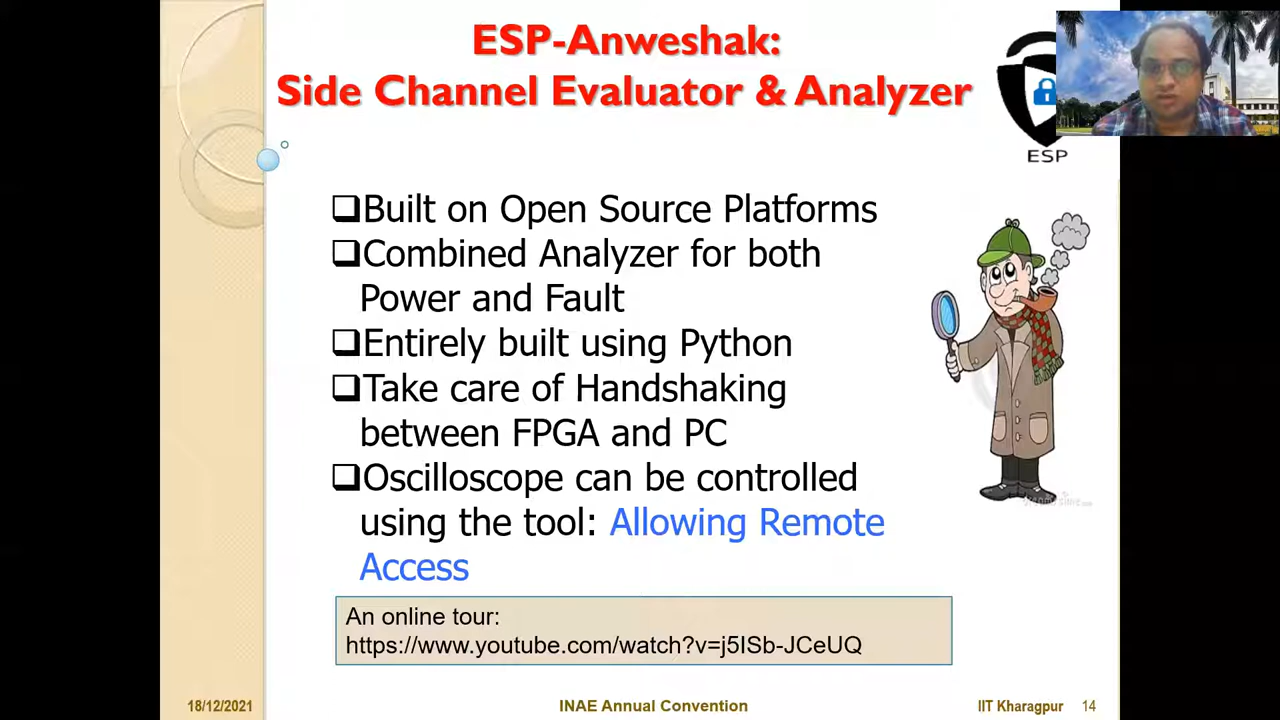 ESP-Anweshak:
Side Channel Evaluator & Analyzer
ESP
❑Built on Open Source Platforms
❑Combined Analyzer for both
Power and Fault
❑Entirely built using Python
❑Take care of Handshaking
between FPGA and PC
❑Oscilloscope can be controlled
using the tool: Allowing Remote
Access
An online tour:
https://www.youtube.com/watch?v=j5ISb-JCeUQ
18/12/2021
INAE Annual Convention
IIT Kharagpur
14